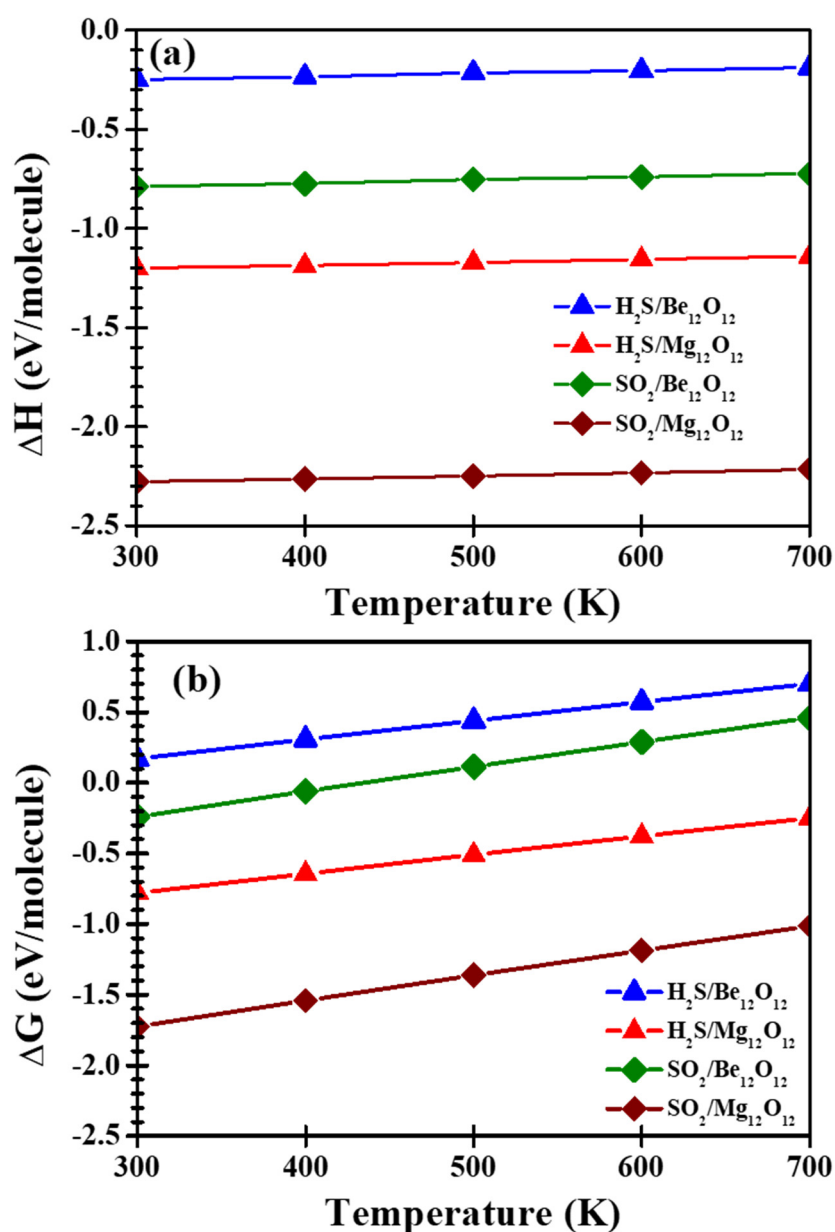 (a)
ΔH (eV/molecule)
0.0
-0.5
-1.0
-1.5
-2.0
-2.5
H₂S/Be₁₂O₁₂
H₂S/Mg₁₂O₁₂
SO₂/Be₁₂O₁₂
SO₂/Mg₁₂O₁₂
300 400 500 600 700
Temperature (K)
(b)
ΔG (eV/molecule)
1.0
0.5
0.0
-0.5
-1.0
-1.5
-2.0
-2.5
H₂S/Be₁₂O₁₂
H₂S/Mg₁₂O₁₂
SO₂/Be₁₂O₁₂
SO₂/Mg₁₂O₁₂
300 400 500 600 700
Temperature (K)